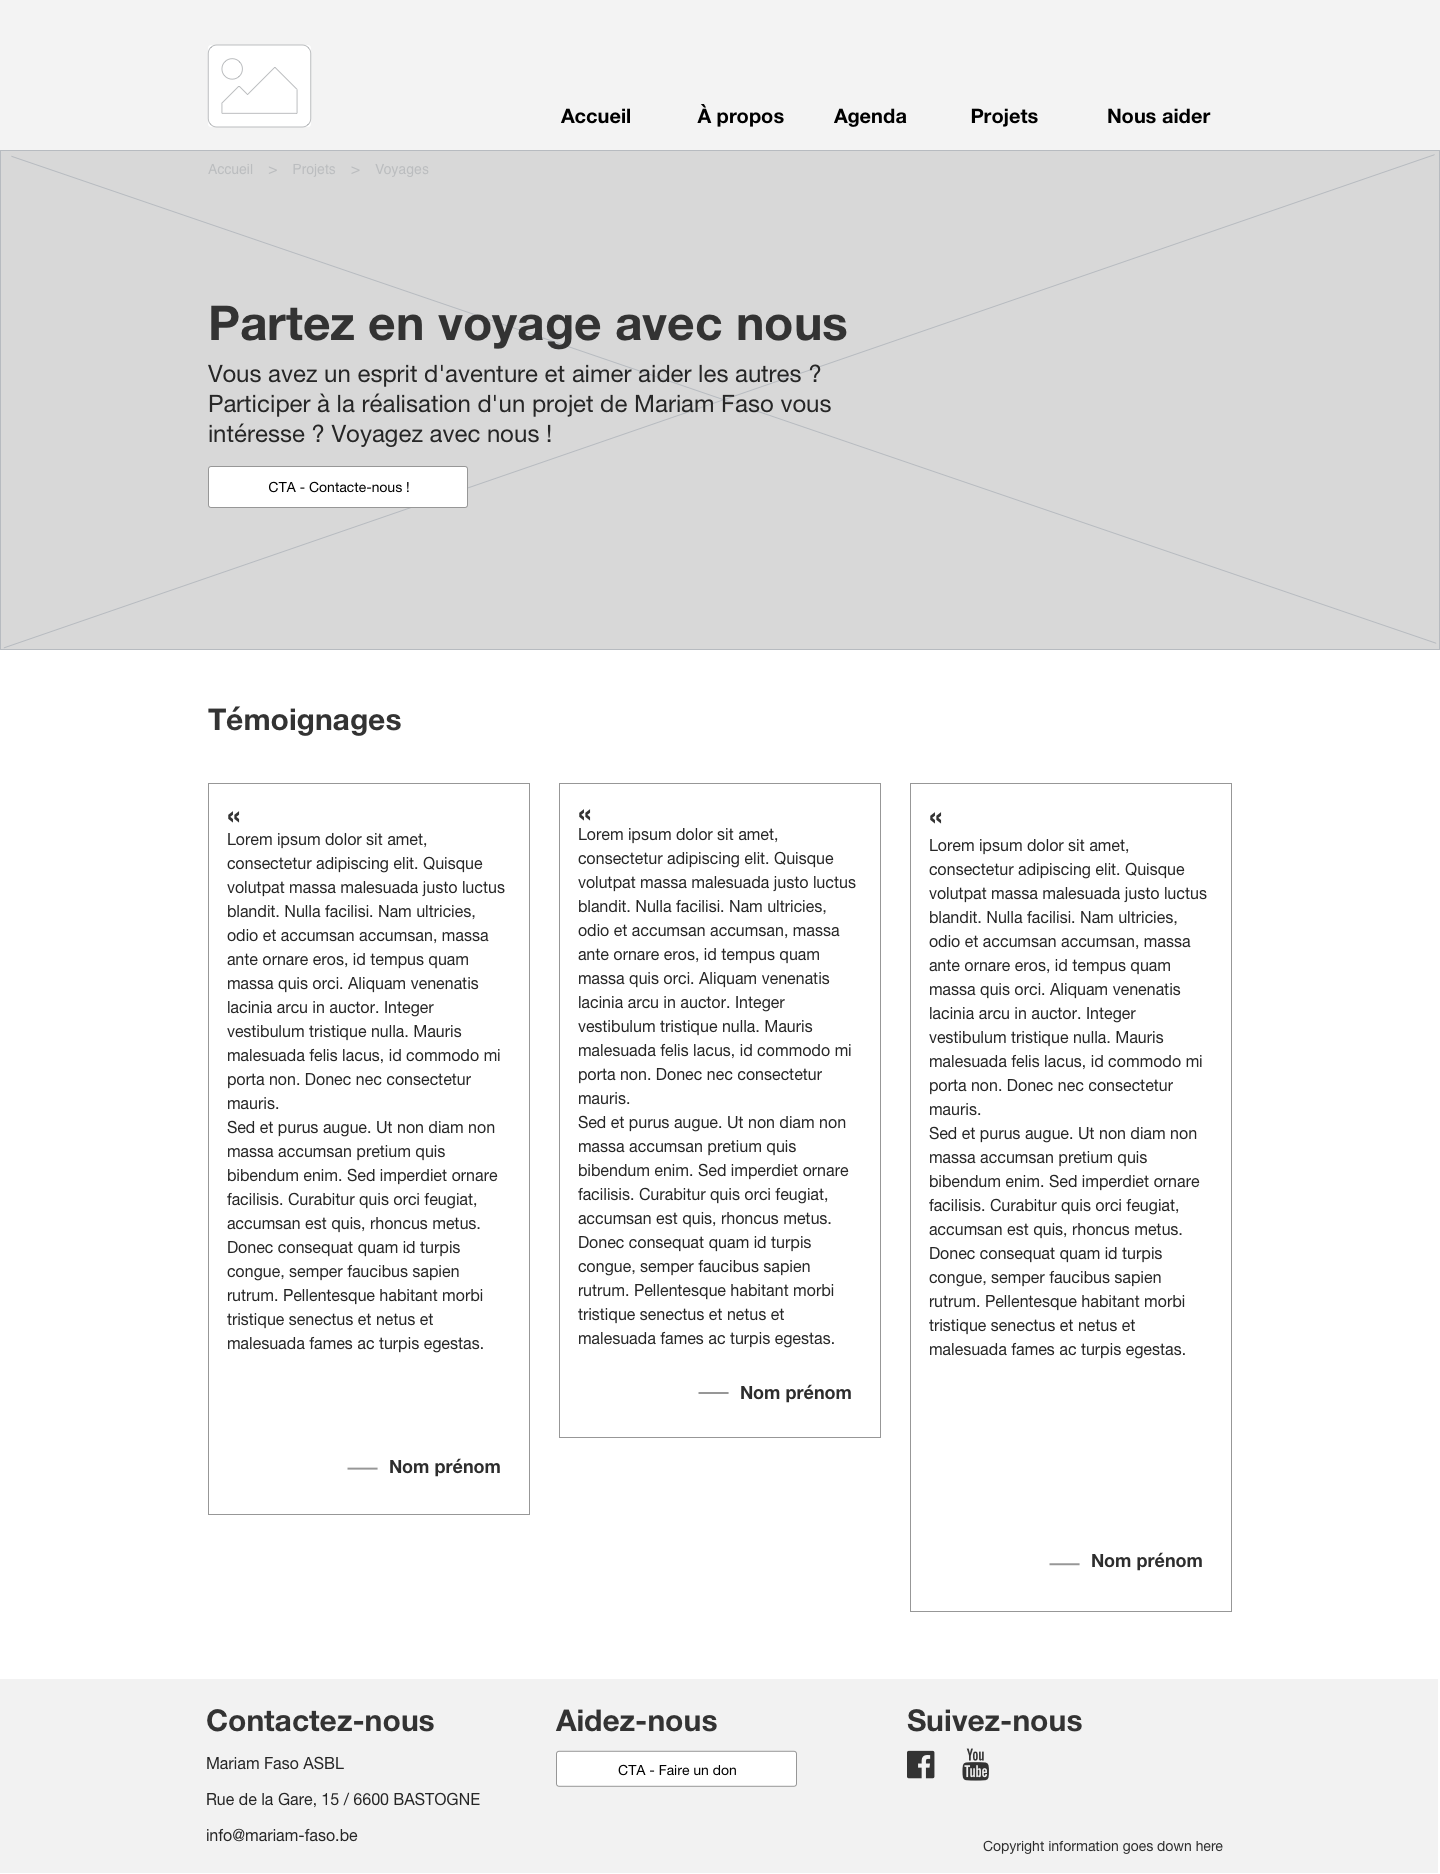 Accueil À propos Agenda Projets Nous aider
Accueil > Projets > Voyages
Partez en voyage avec nous
Vous avez un esprit d'aventure et aimer aider les autres ?
Participer à la réalisation d'un projet de Mariam Faso vous
intéresse ? Voyagez avec nous !
CTA - Contacte-nous !
Témoignages
«
Lorem ipsum dolor sit amet,
consectetur adipiscing elit. Quisque
volutpat massa malesuada justo luctus
blandit. Nulla facilisi. Nam ultricies,
odio et accumsan accumsan, massa
ante ornare eros, id tempus quam
massa quis orci. Aliquam venenatis
lacinia arcu in auctor. Integer
vestibulum tristique nulla. Mauris
malesuada felis lacus, id commodo mi
porta non. Donec nec consectetur
mauris.
Sed et purus augue. Ut non diam non
massa accumsan pretium quis
bibendum enim. Sed imperdiet ornare
facilisis. Curabitur quis orci feugiat,
accumsan est quis, rhoncus metus.
Donec consequat quam id turpis
congue, semper faucibus sapien
rutrum. Pellentesque habitant morbi
tristique senectus et netus et
malesuada fames ac turpis egestas.
Nom prénom
«
Lorem ipsum dolor sit amet,
consectetur adipiscing elit. Quisque
volutpat massa malesuada justo luctus
blandit. Nulla facilisi. Nam ultricies,
odio et accumsan accumsan, massa
ante ornare eros, id tempus quam
massa quis orci. Aliquam venenatis
lacinia arcu in auctor. Integer
vestibulum tristique nulla. Mauris
malesuada felis lacus, id commodo mi
porta non. Donec nec consectetur
mauris.
Sed et purus augue. Ut non diam non
massa accumsan pretium quis
bibendum enim. Sed imperdiet ornare
facilisis. Curabitur quis orci feugiat,
accumsan est quis, rhoncus metus.
Donec consequat quam id turpis
congue, semper faucibus sapien
rutrum. Pellentesque habitant morbi
tristique senectus et netus et
malesuada fames ac turpis egestas.
Nom prénom
«
Lorem ipsum dolor sit amet,
consectetur adipiscing elit. Quisque
volutpat massa malesuada justo luctus
blandit. Nulla facilisi. Nam ultricies,
odio et accumsan accumsan, massa
ante ornare eros, id tempus quam
massa quis orci. Aliquam venenatis
lacinia arcu in auctor. Integer
vestibulum tristique nulla. Mauris
malesuada felis lacus, id commodo mi
porta non. Donec nec consectetur
mauris.
Sed et purus augue. Ut non diam non
massa accumsan pretium quis
bibendum enim. Sed imperdiet ornare
facilisis. Curabitur quis orci feugiat,
accumsan est quis, rhoncus metus.
Donec consequat quam id turpis
congue, semper faucibus sapien
rutrum. Pellentesque habitant morbi
tristique senectus et netus et
malesuada fames ac turpis egestas.
Nom prénom
Contactez-nous
Mariam Faso ASBL
Rue de la Gare, 15 / 6600 BASTOGNE
info@mariam-faso.be
Aidez-nous
CTA - Faire un don
Suivez-nous
You
Tube
Copyright information goes down here